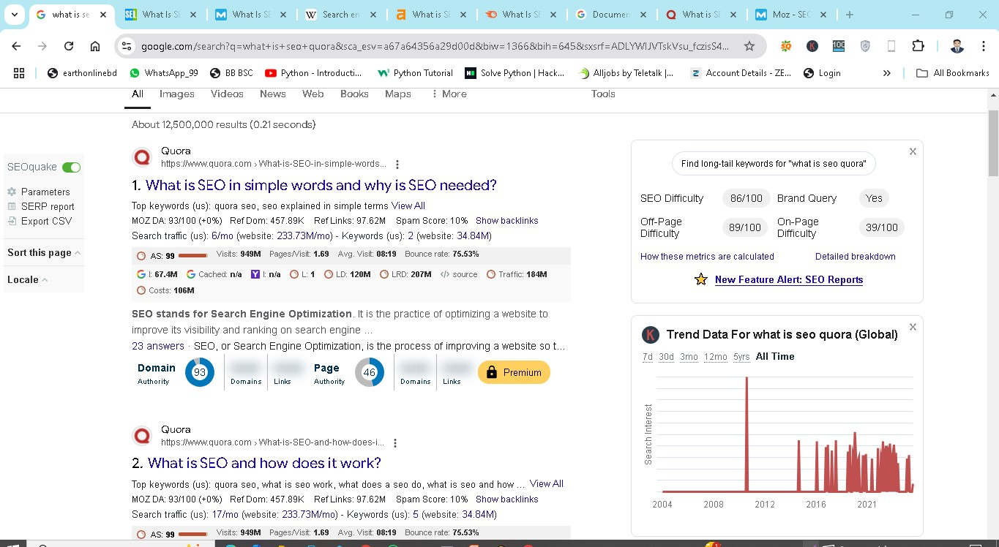 what is se
What Is SE
What Is SE
Search en
What is SE
What Is SE
Documen
What is SE
Moz - SEO
google.com/search?q=what+is+seo+quora&sca_esv=a67a64356a29d00d&biw=1366&bih=645&sxsrf=ADLYWIJVTskVsu_fczisS4...
earthonlinebd
WhatsApp_99
BB BSC
Python - Introducti...
Python Tutorial
Solve Python | Hack...
Alljobs by Teletalk |...
Account Details - ZE...
Login
All Bookmarks
All
Images
Videos
News
Web
Books
Maps
More
Tools
About 12,500,000 results (0.21 seconds)
SEOquake
Parameters
SERP report
Export CSV
Sort this page
Locale
Quora
https://www.quora.com › What-is-SEO-in-simple-words...
1. What is SEO in simple words and why is SEO needed?
Top keywords (us): quora seo, seo explained in simple terms View All
MOZ DA: 93/100 (+0%) Ref Dom: 457.89K Ref Links: 97.62M Spam Score: 10% Show backlinks
Search traffic (us): 6/mo (website: 233.73M/mo) - Keywords (us): 2 (website: 34.84M)
AS: 99 Visits: 949M Pages/Visit: 1.69 Avg. Visit: 08:19 Bounce rate: 75.53%
I: 67.4M Cached: n/a I: n/a L: 1 LD: 120M LRD: 207M </> source Traffic: 184M
Costs: 106M
SEO stands for Search Engine Optimization. It is the practice of optimizing a website to
improve its visibility and ranking on search engine ...
23 answers · SEO, or Search Engine Optimization, is the process of improving a website so t...
Domain
Authority
93
Domains
Links
Page
Authority
46
Domains
Links
Premium
Quora
https://www.quora.com › What-is-SEO-and-how-does-i...
2. What is SEO and how does it work?
Top keywords (us): quora seo, what is seo work, what does a seo do, what is seo and how ... View All
MOZ DA: 93/100 (+0%) Ref Dom: 457.89K Ref Links: 97.62M Spam Score: 10% Show backlinks
Search traffic (us): 17/mo (website: 233.73M/mo) - Keywords (us): 5 (website: 34.84M)
AS: 99 Visits: 949M Pages/Visit: 1.69 Avg. Visit: 08:19 Bounce rate: 75.53%
Find long-tail keywords for "what is seo quora"
SEO Difficulty 86/100 Brand Query Yes
Off-Page
Difficulty
89/100
On-Page
Difficulty
39/100
How these metrics are calculated
Detailed breakdown
New Feature Alert: SEO Reports
Trend Data For what is seo quora (Global)
7d 30d 3mo 12mo 5yrs All Time
Search Interest
2004 2008 2012 2016 2021